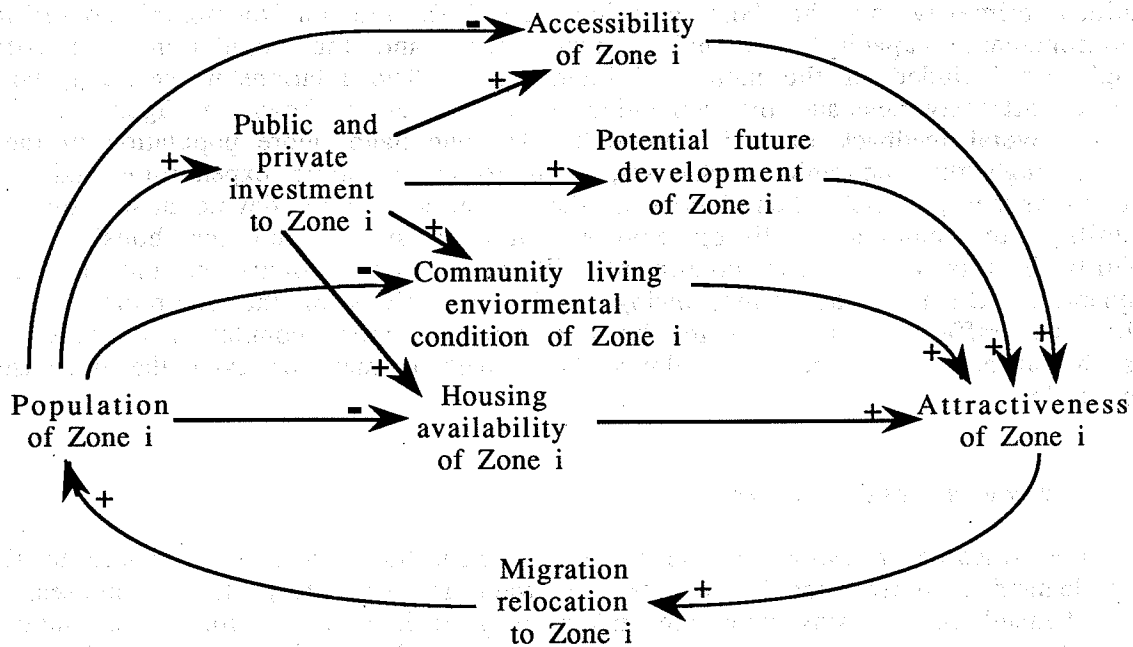 Accessibility
of Zone i
Public and
private
investment
to Zone i
Potential future
development
of Zone i
Community living
enviormental
condition of Zone i
Population
of Zone i
Housing
availability
of Zone i
Attractiveness
of Zone i
Migration
relocation
to Zone i
-
+
+
+
+
-
+
-
+
+
+
+
+
+